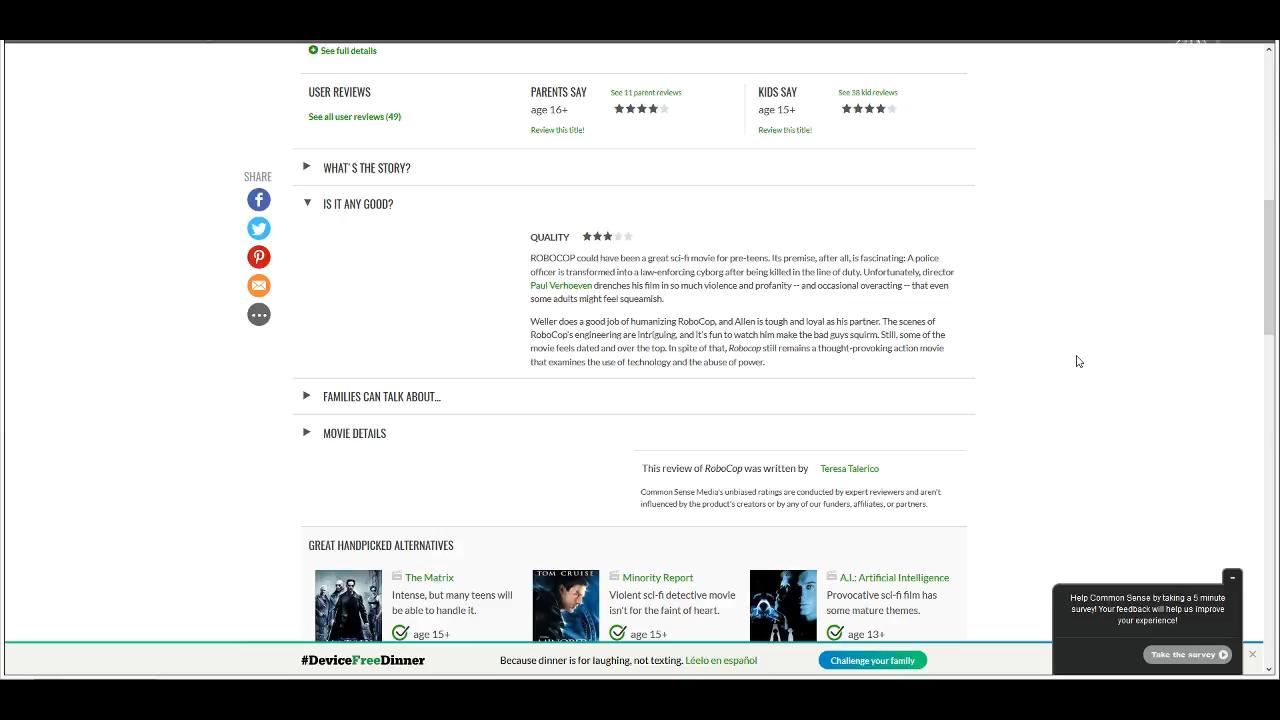 See full details
USER REVIEWS
See all user reviews (49)
PARENTS SAY
See 11 parent reviews
age 16+
Review this title!
KIDS SAY
See 38 kid reviews
age 15+
Review this title!
SHARE
WHAT'S THE STORY?
IS IT ANY GOOD?
QUALITY
ROBOCOP could have been a great sci-fi movie for pre-teens. Its premise, after all, is fascinating: A police
officer is transformed into a law-enforcing cyborg after being killed in the line of duty. Unfortunately, director
Paul Verhoeven drenches his film in so much violence and profanity -- and occasional overacting -- that even
some adults might feel squeamish.
Weller does a good job of humanizing RoboCop, and Allen is tough and loyal as his partner. The scenes of
RoboCop's engineering are intriguing, and it's fun to watch him make the bad guys squirm. Still, some of the
movie feels dated and over the top. In spite of that, Robocop still remains a thought-provoking action movie
that examines the use of technology and the abuse of power.
FAMILIES CAN TALK ABOUT...
MOVIE DETAILS
This review of RoboCop was written by Teresa Talerico
Common Sense Media's unbiased ratings are conducted by expert reviewers and aren't
influenced by the product's creators or by any of our funders, affiliates, or partners.
GREAT HANDPICKED ALTERNATIVES
The Matrix
Intense, but many teens will
be able to handle it.
age 15+
TOM CRUISE
MINORITY
Minority Report
Violent sci-fi detective movie
isn't for the faint of heart.
age 15+
A.I.: Artificial Intelligence
Provocative sci-fi film has
some mature themes.
age 13+
Help Common Sense by taking a 5 minute
survey! Your feedback will help us improve
your experience!
Take the survey
#DeviceFreeDinner
Because dinner is for laughing, not texting. Léelo en español
Challenge your family